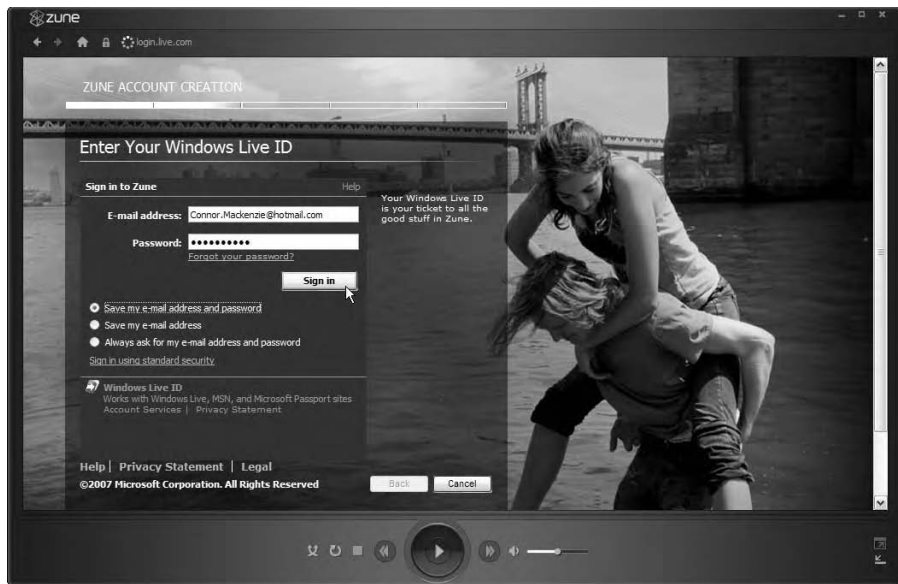 zune
login.live.com
ZUNE ACCOUNT CREATION
Enter Your Windows Live ID
Sign in to Zune Help
E-mail address: Connor.Mackenzie@hotmail.com
Password: ••••••••••
Forgot your password?
Sign in
Save my e-mail address and password
Save my e-mail address
Always ask for my e-mail address and password
Sign in using standard security
Windows Live ID
Works with Windows Live, MSN, and Microsoft Passport sites
Account Services | Privacy Statement
Your Windows Live ID
is your ticket to all the
good stuff in Zune.
Help | Privacy Statement | Legal
©2007 Microsoft Corporation. All Rights Reserved
Back Cancel